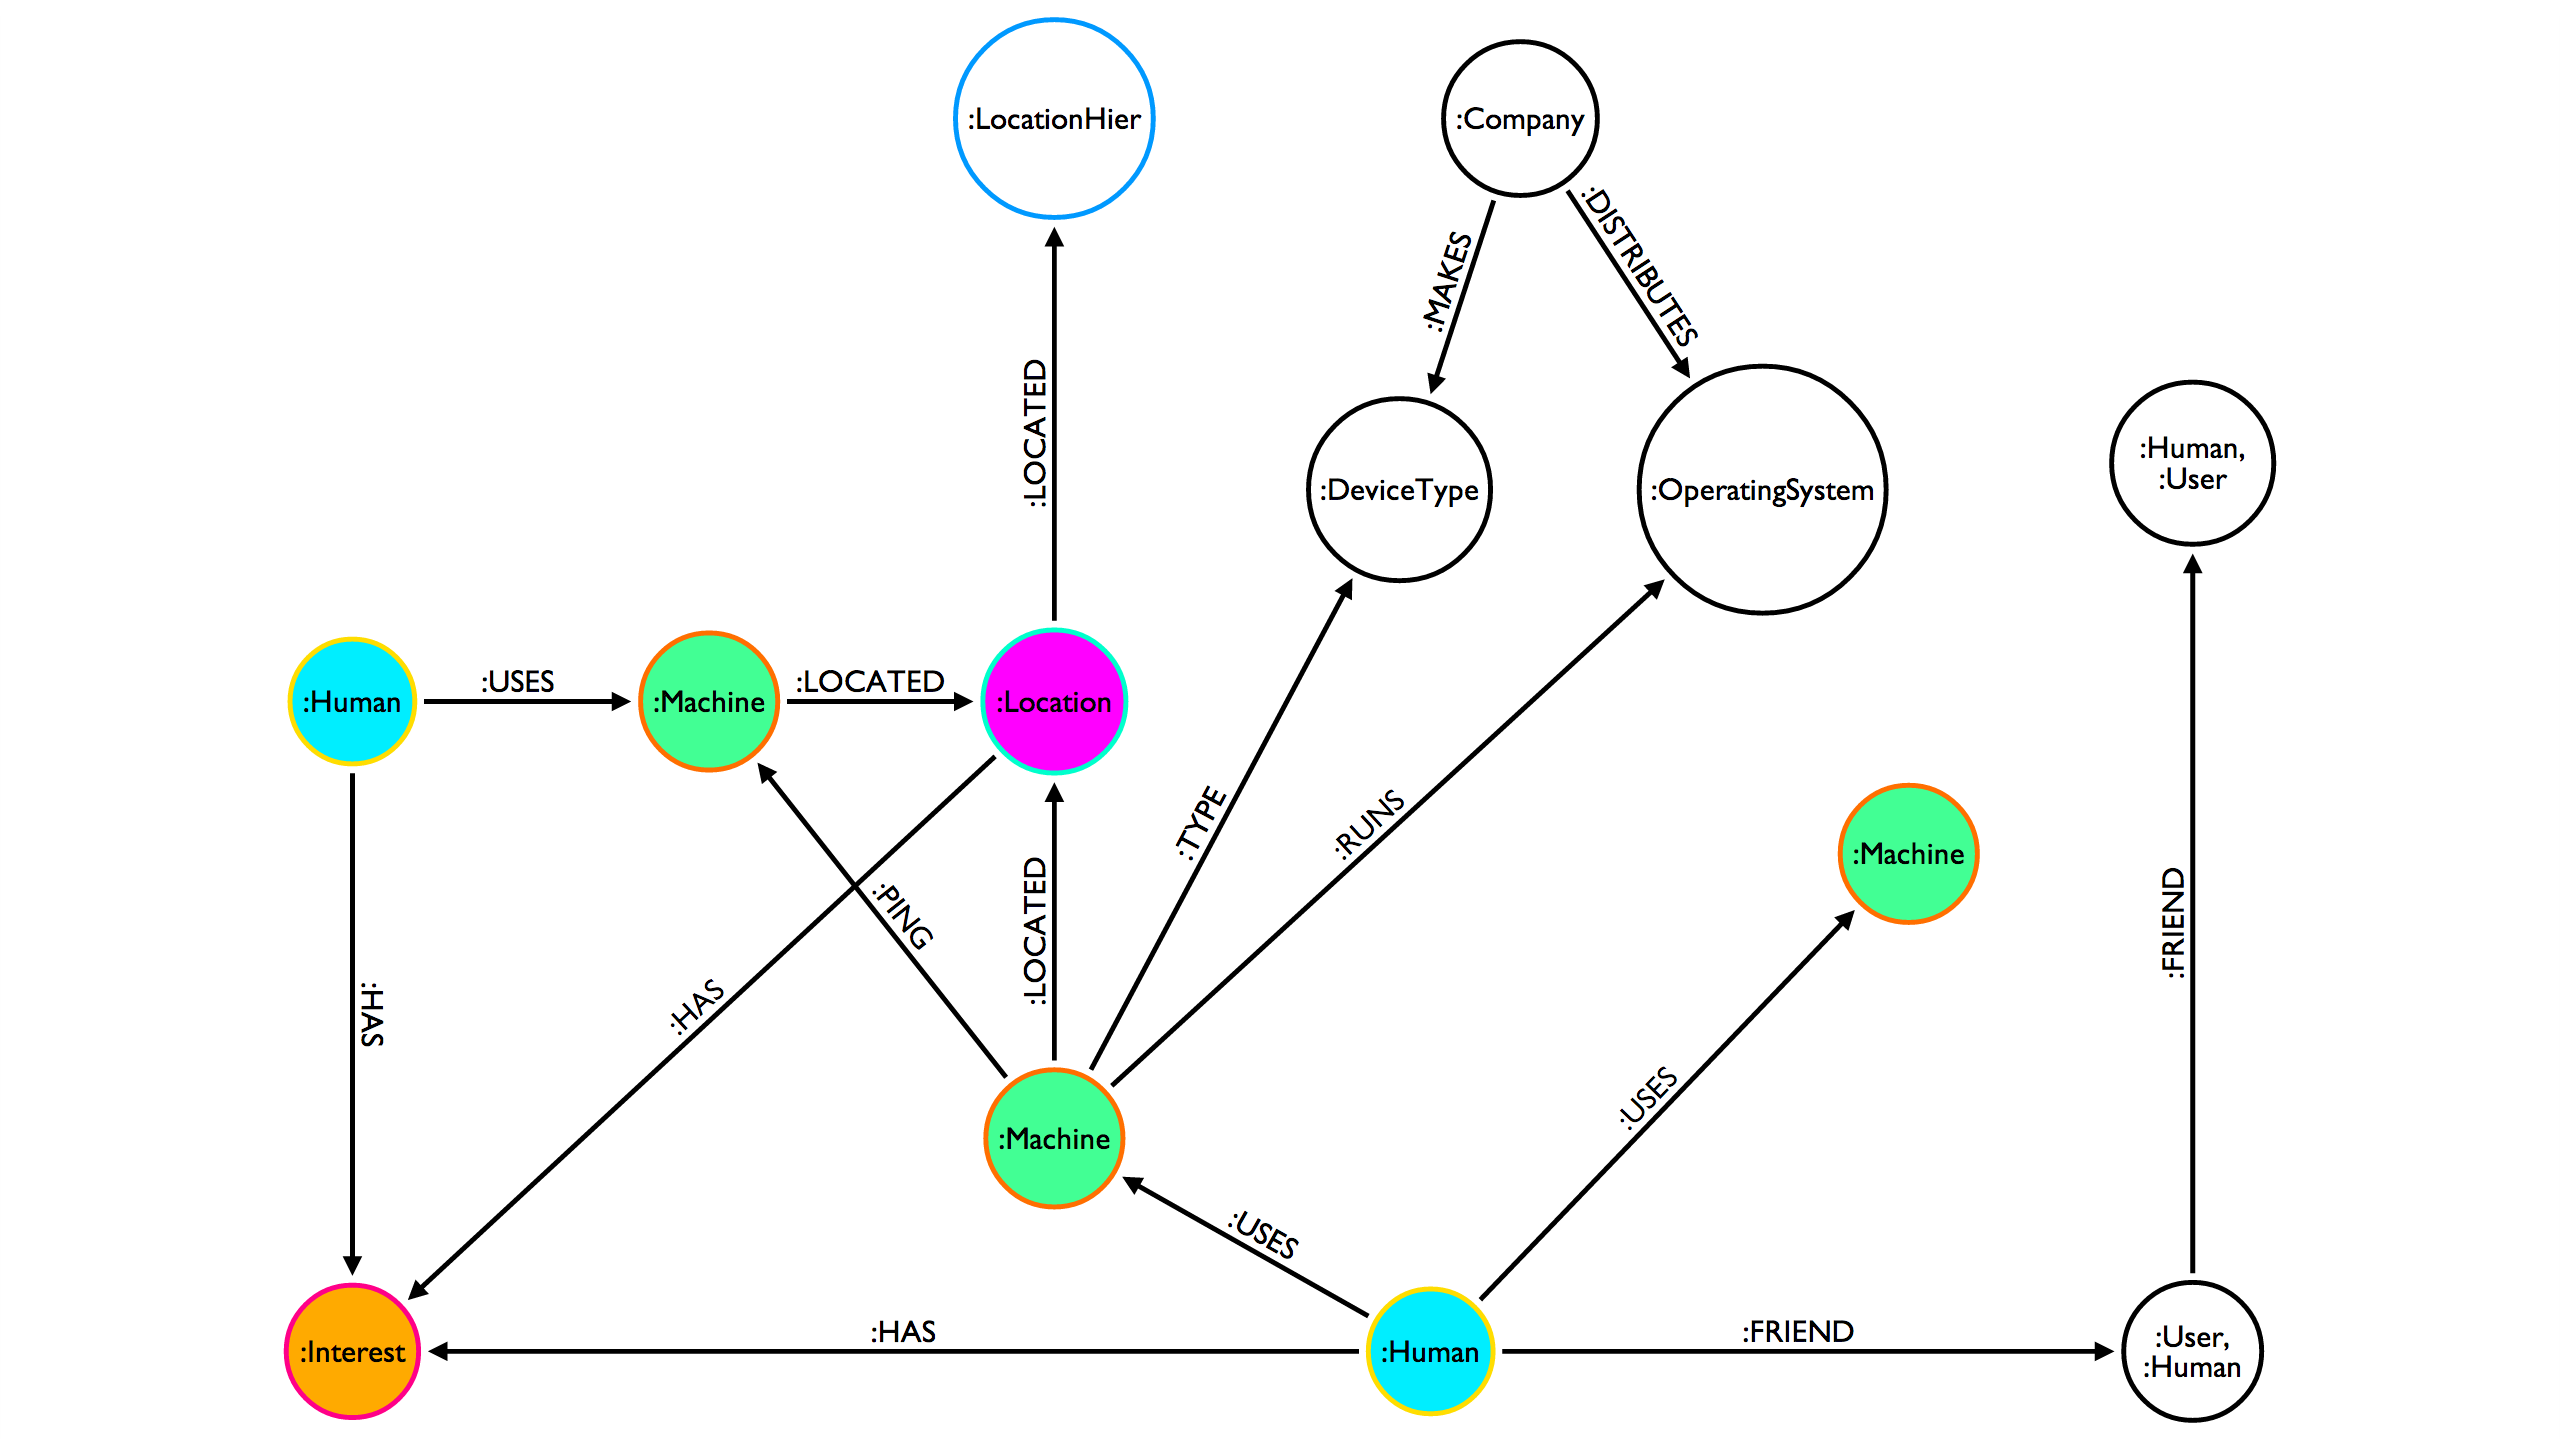 :LocationHier
:Company
:MAKES
:DISTRIBUTES
:LOCATED
:DeviceType
:OperatingSystem
:Human,
:User
:Human
:USES
:Machine
:LOCATED
:Location
:TYPE
:RUNS
:Machine
:PING
:LOCATED
:FRIEND
:HAS
:HAS
:Machine
:USES
:USES
:Interest
:HAS
:Human
:FRIEND
:User,
:Human